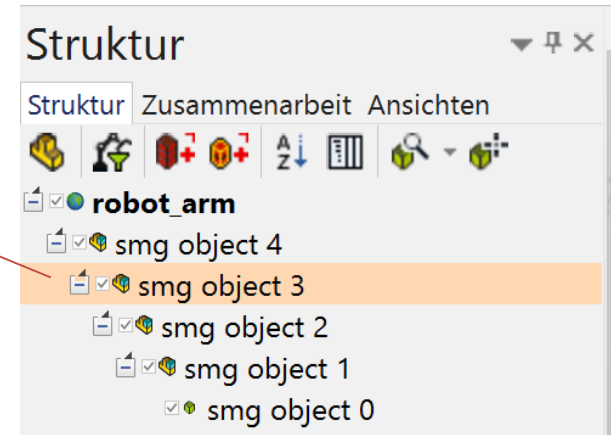 Struktur
Struktur Zusammenarbeit Ansichten
A
Z
robot_arm
smg object 4
smg object 3
smg object 2
smg object 1
smg object 0